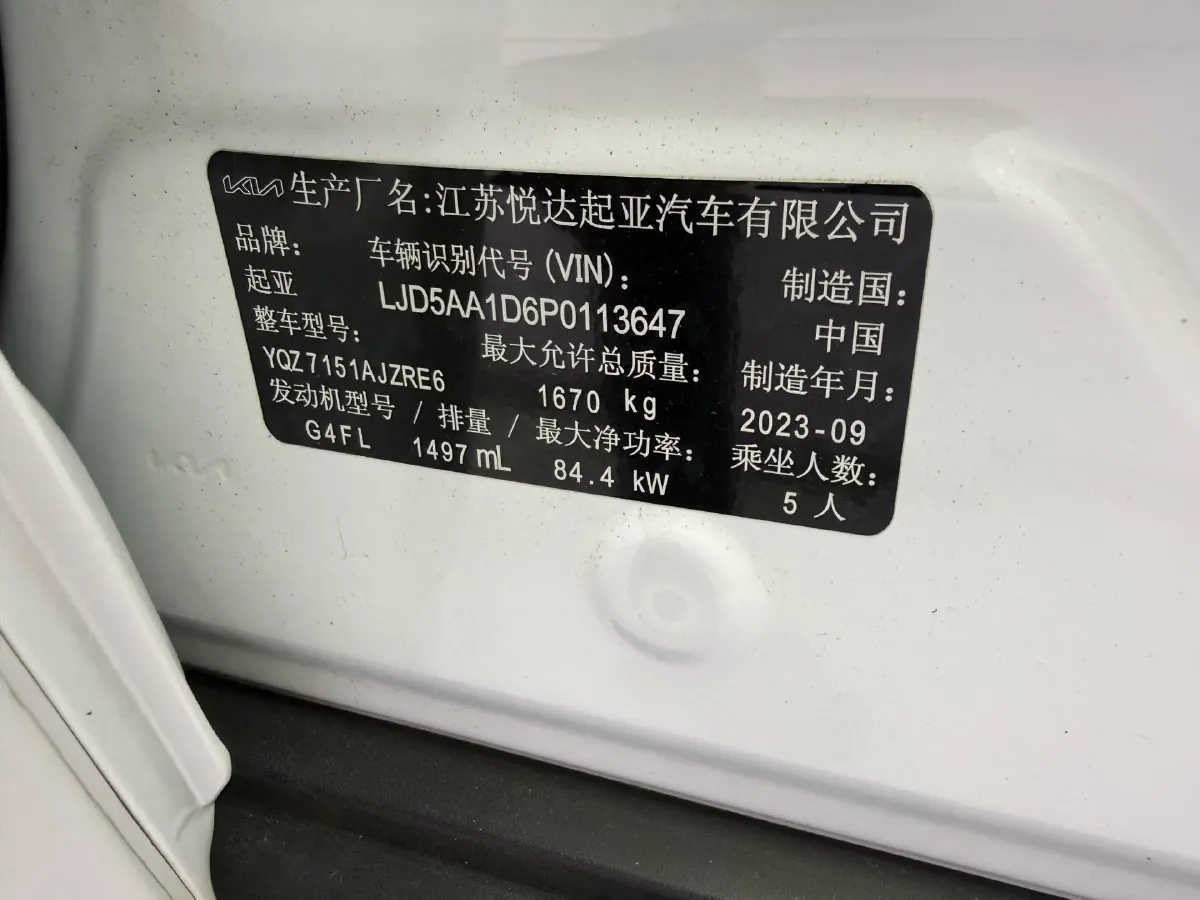 KIA 生产厂名:江苏悦达起亚汽车有限公司
品牌: 车辆识别代号(VIN): 制造国:
起亚 LJD5AA1D6P0113647 中国
整车型号: 最大允许总质量: 制造年月:
YQZ7151AJZRE6 1670 kg 2023-09
发动机型号 / 排量 / 最大净功率: 乘坐人数:
G4FL 1497 mL 84.4 kW 5 人